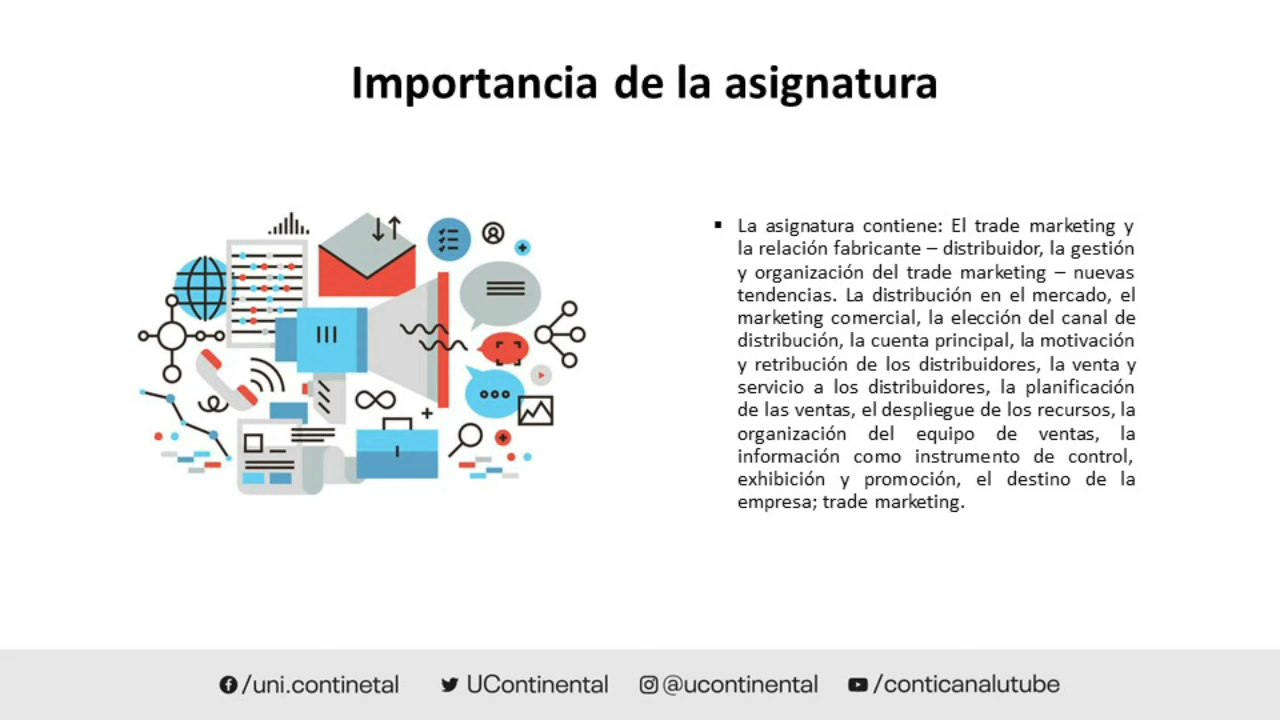 Importancia de la asignatura
▪ La asignatura contiene: El trade marketing y
la relación fabricante – distribuidor, la gestión
y organización del trade marketing – nuevas
tendencias. La distribución en el mercado, el
marketing comercial, la elección del canal de
distribución, la cuenta principal, la motivación
y retribución de los distribuidores, la venta y
servicio a los distribuidores, la planificación
de las ventas, el despliegue de los recursos, la
organización del equipo de ventas, la
información como instrumento de control,
exhibición y promoción, el destino de la
empresa; trade marketing.
/uni.continetal UContinental @ucontinental /conticanalutube